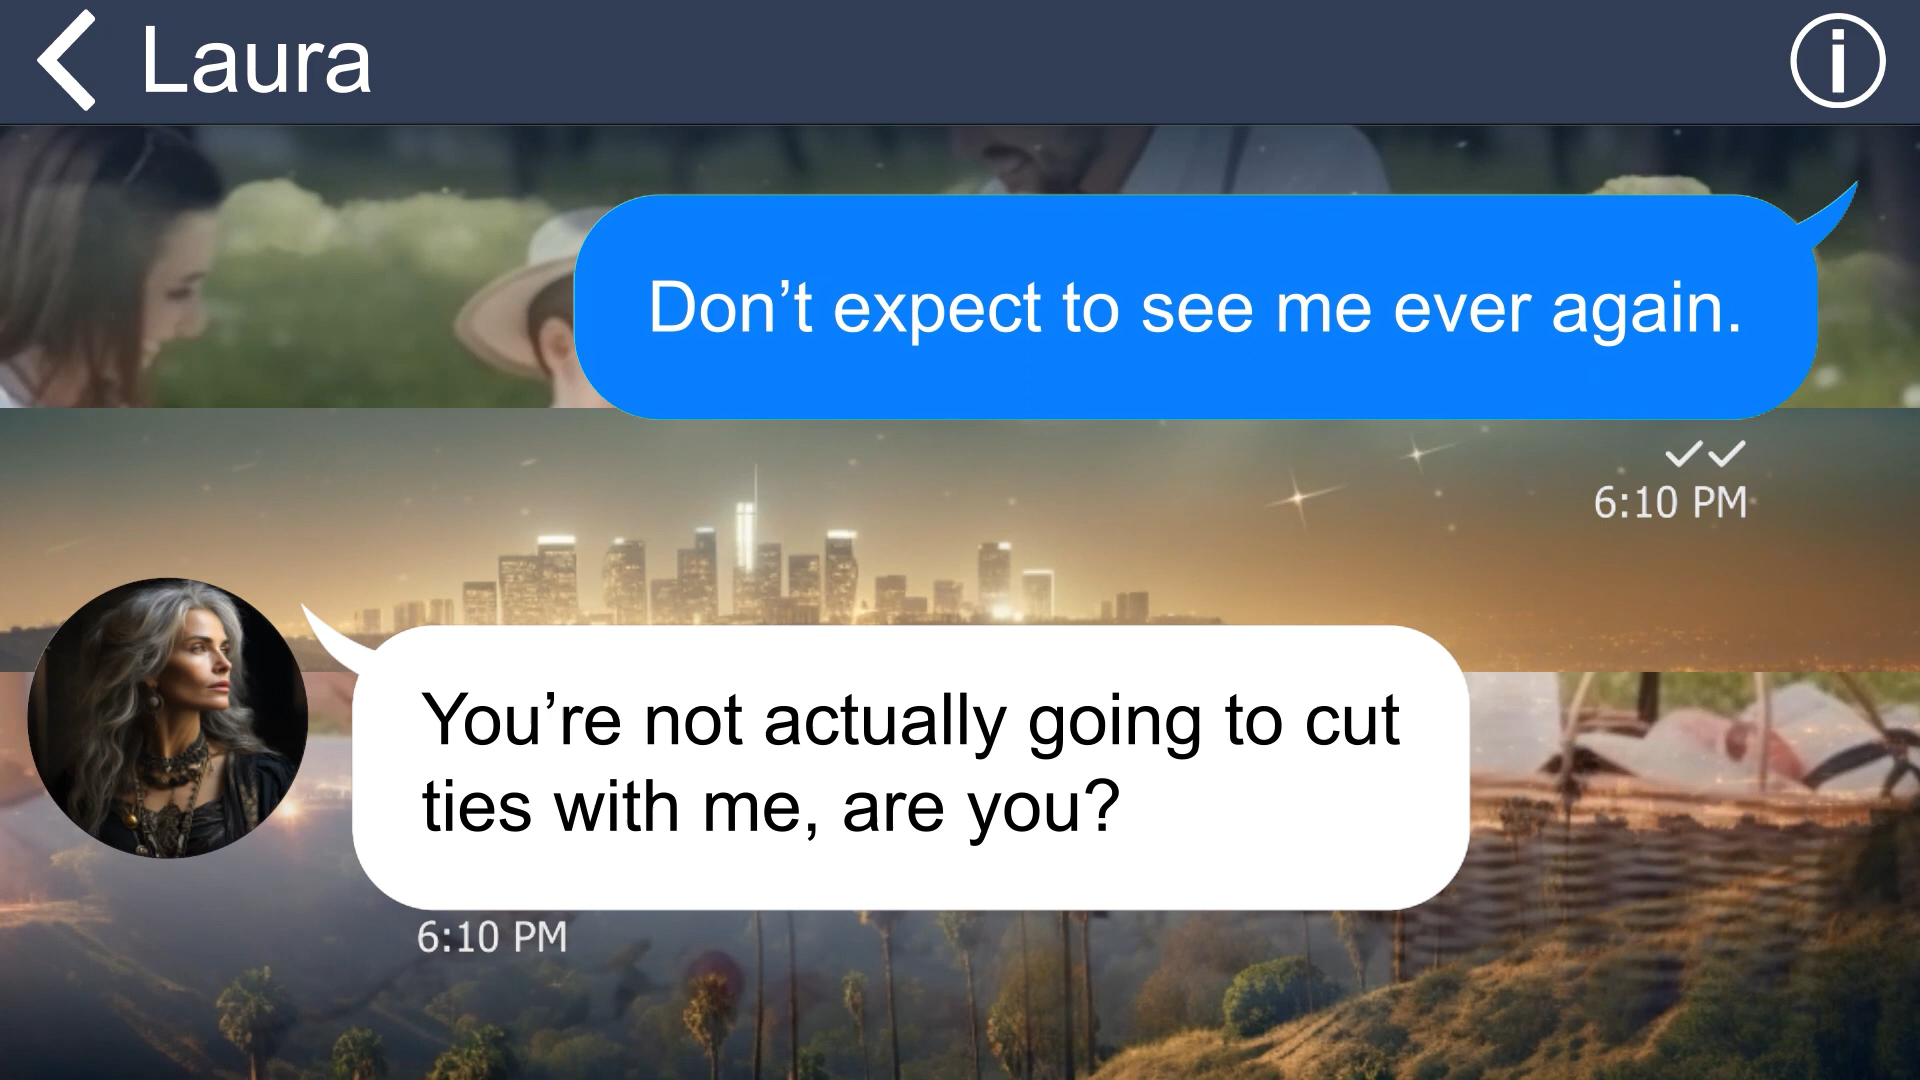 Laura
Don’t expect to see me ever again.
6:10 PM
You’re not actually going to cut
ties with me, are you?
6:10 PM